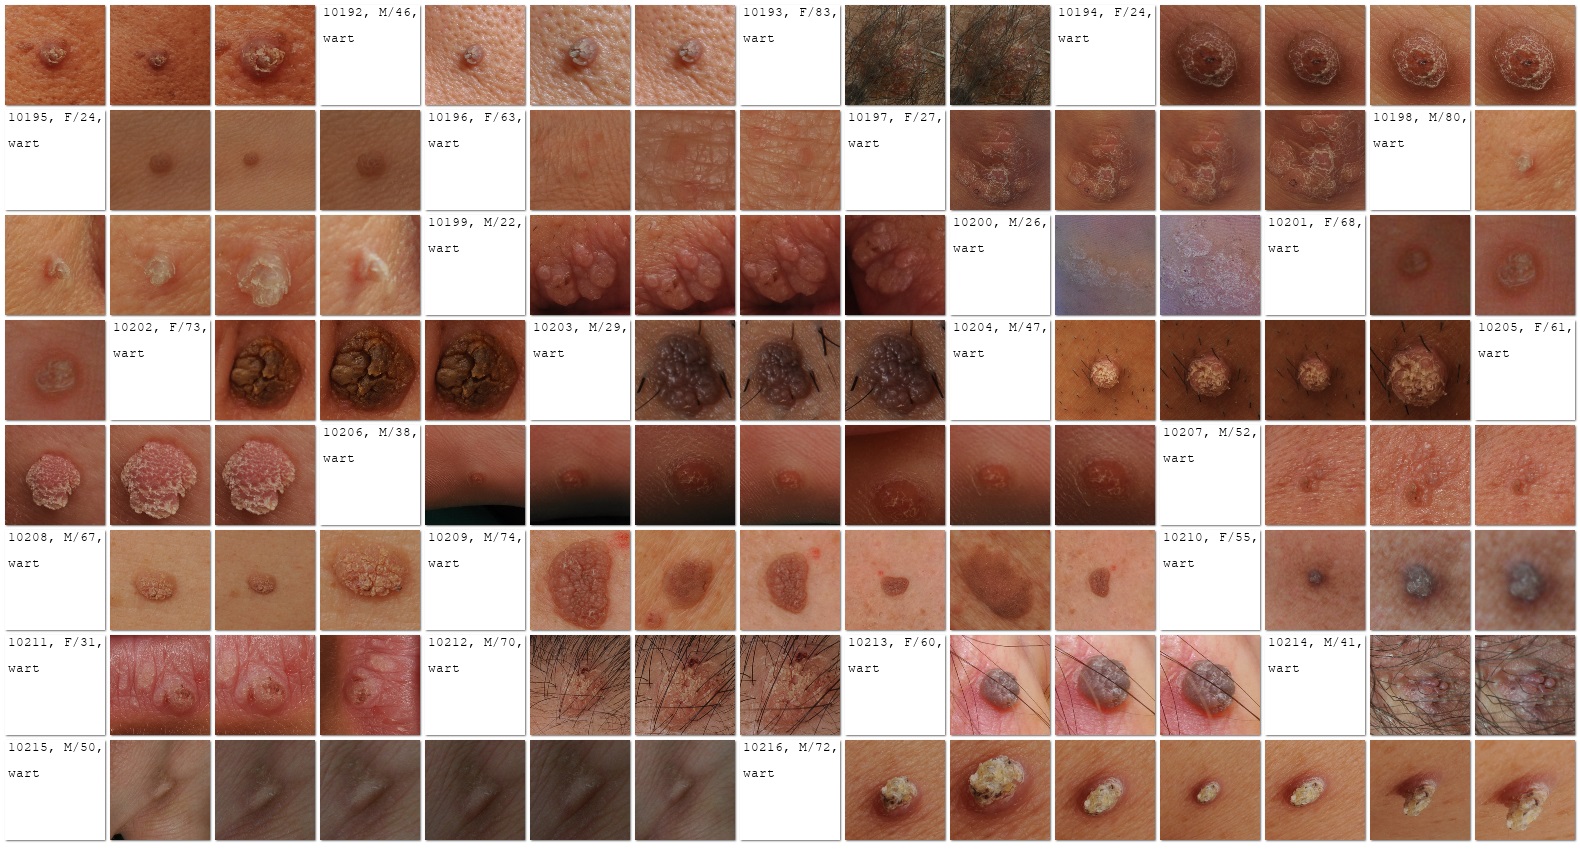 10192, M/46,
wart
10193, F/83,
wart
10194, F/24,
wart
10195, F/24,
wart
10196, F/63,
wart
10197, F/27,
wart
10198, M/80,
wart
10199, M/22,
wart
10200, M/26,
wart
10201, F/68,
wart
10202, F/73,
wart
10203, M/29,
wart
10204, M/47,
wart
10205, F/61,
wart
10206, M/38,
wart
10207, M/52,
wart
10208, M/67,
wart
10209, M/74,
wart
10210, F/55,
wart
10211, F/31,
wart
10212, M/70,
wart
10213, F/60,
wart
10214, M/41,
wart
10215, M/50,
wart
10216, M/72,
wart